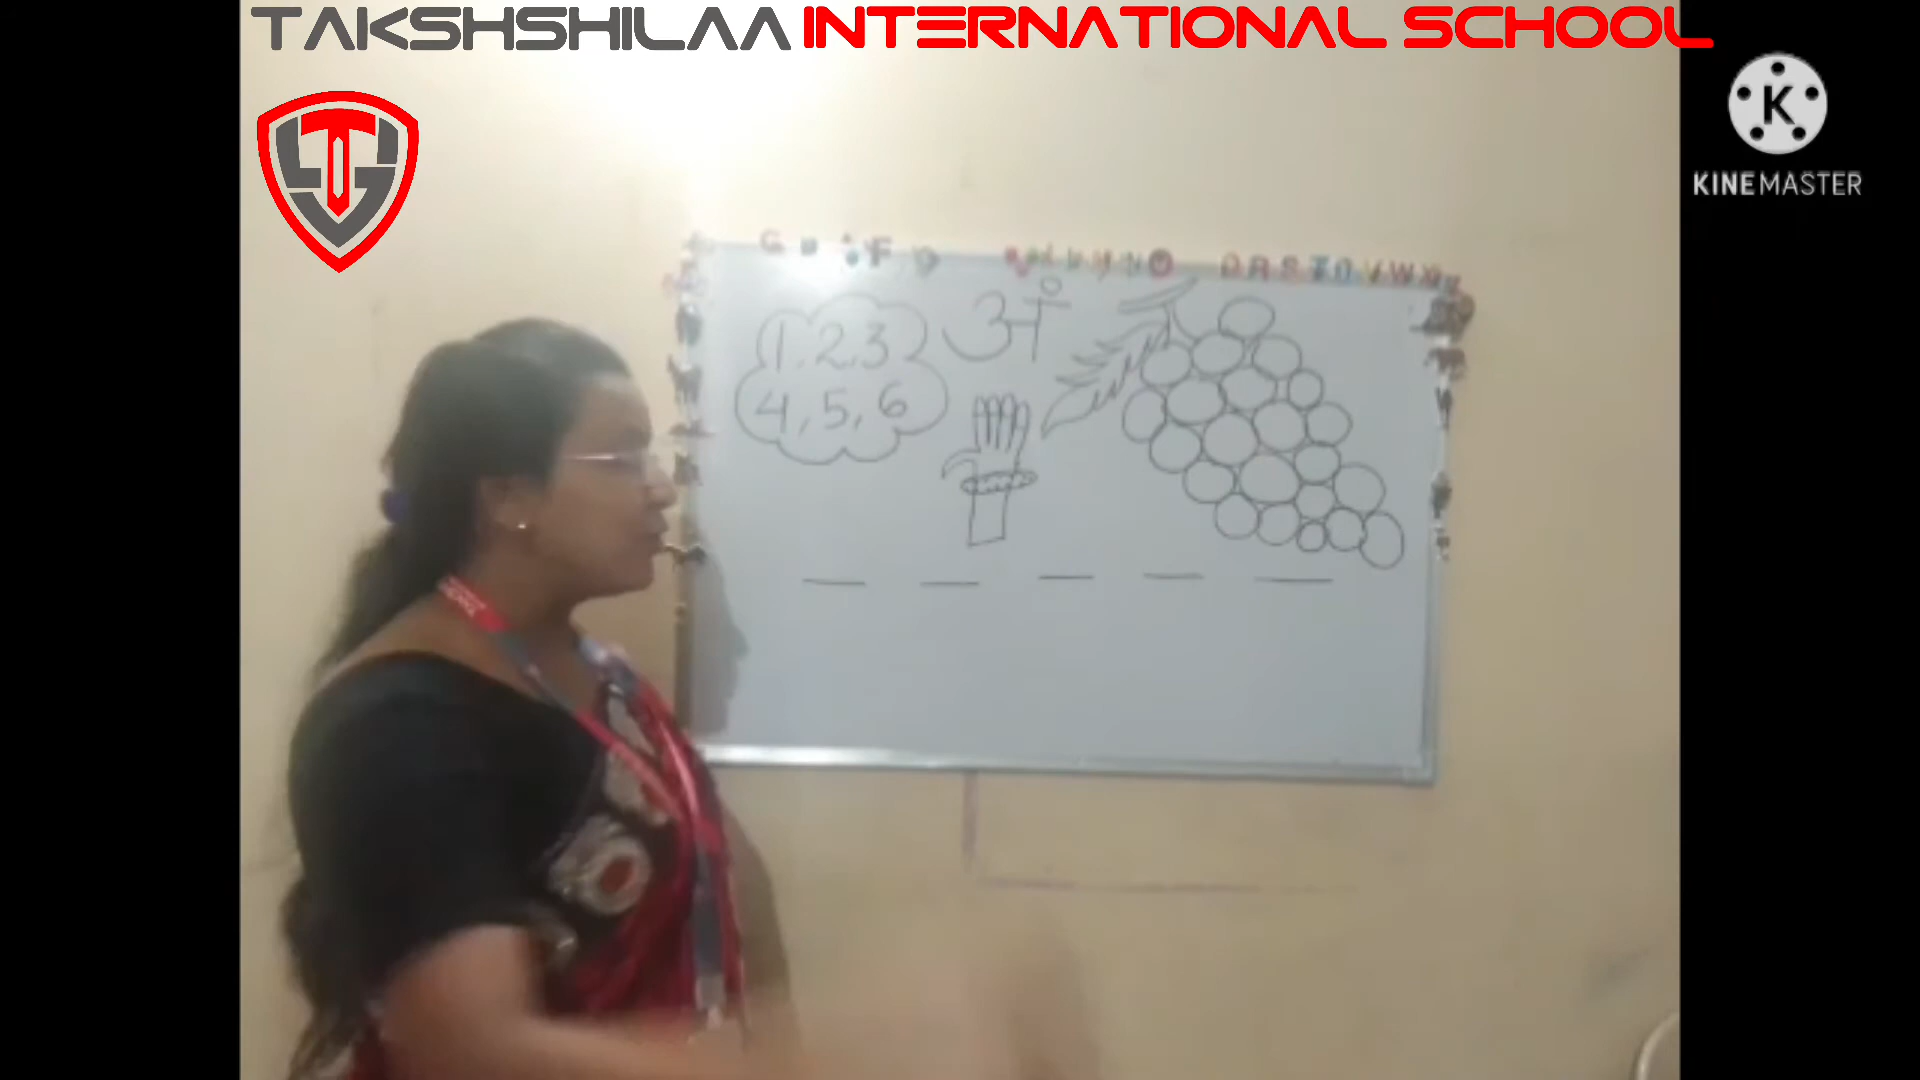 TAKSHSHILAA INTERNATIONAL SCHOOL
KINEMASTER
1, 2, 3
4, 5, 6
अं